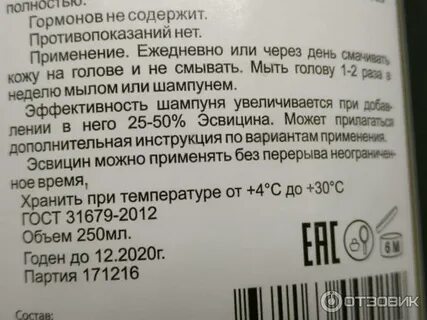 полностью.
Гормонов не содержит.
Противопоказаний нет.
Применение. Ежедневно или через день смачивать
кожу на голове и не смывать. Мыть голову 1-2 раза в
неделю мылом или шампунем.
Эффективность шампуня увеличивается при добав-
лении в него 25-50% Эсвицина. Может прилагаться
дополнительная инструкция по вариантам применения.
Эсвицин можно применять без перерыва неограничен-
ное время,
Хранить при температуре от +4°С до +30°С
ГОСТ 31679-2012
Объем 250мл.
Годен до 12.2020г.
Партия 171216
EAC
6 М
Состав:
ОТЗОВИК